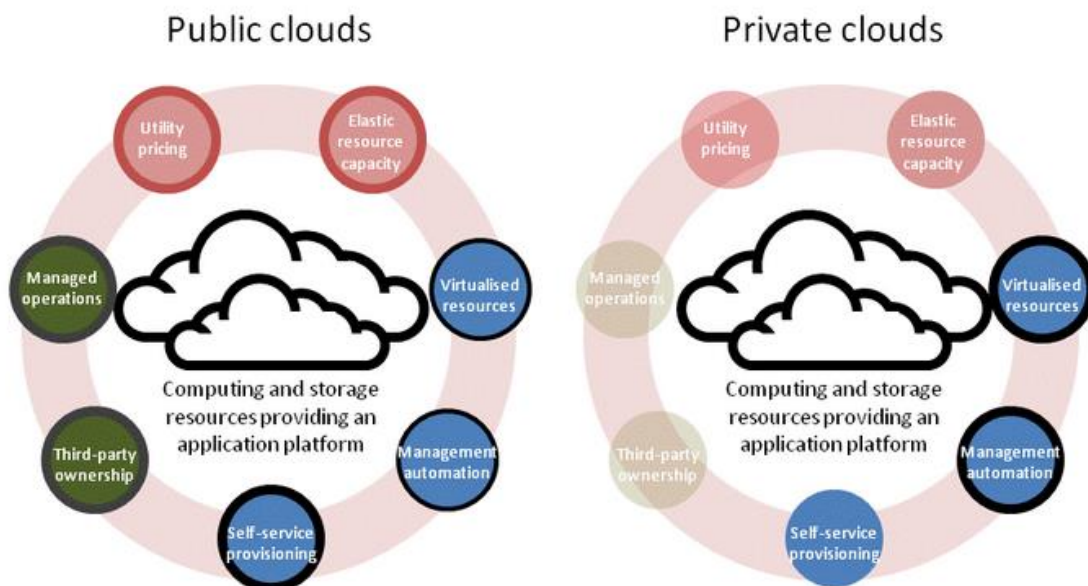 Public clouds
Utility
pricing
Elastic
resource
capacity
Managed
operations
Virtualised
resources
Computing and storage
resources providing an
application platform
Third-party
ownership
Management
automation
Self-service
provisioning
Private clouds
Utility
pricing
Elastic
resource
capacity
Managed
operations
Virtualised
resources
Computing and storage
resources providing an
application platform
Third-party
ownership
Management
automation
Self-service
provisioning